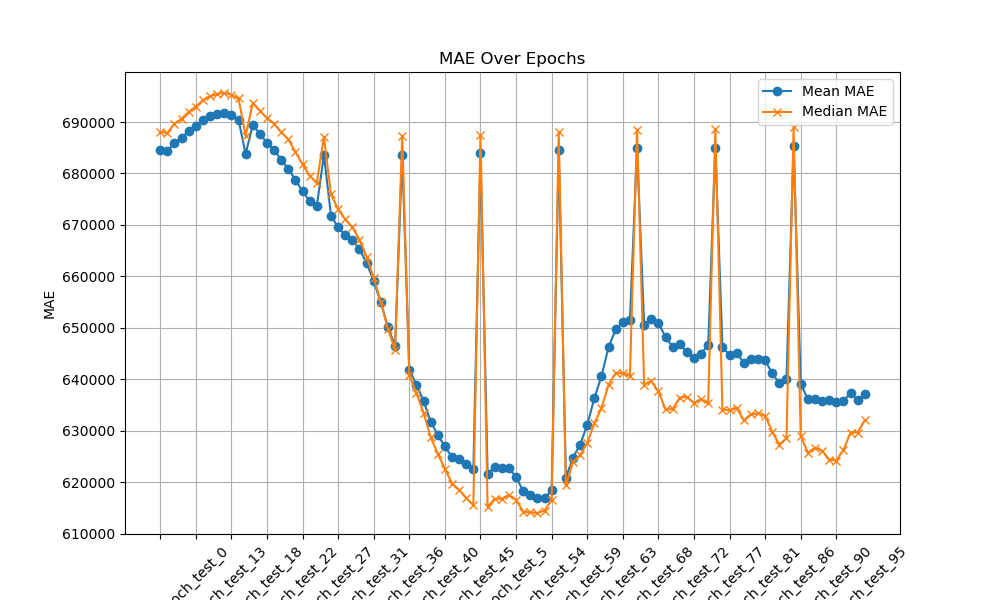 MAE Over Epochs
Mean MAE
Median MAE
MAE
690000
680000
670000
660000
650000
640000
630000
620000
610000
och_test_0
ch_test_13
ch_test_18
ch_test_22
ch_test_27
ch_test_31
ch_test_36
ch_test_40
ch_test_45
ch_test_5
ch_test_54
ch_test_59
ch_test_63
ch_test_68
ch_test_72
ch_test_77
ch_test_81
ch_test_86
ch_test_90
ch_test_95